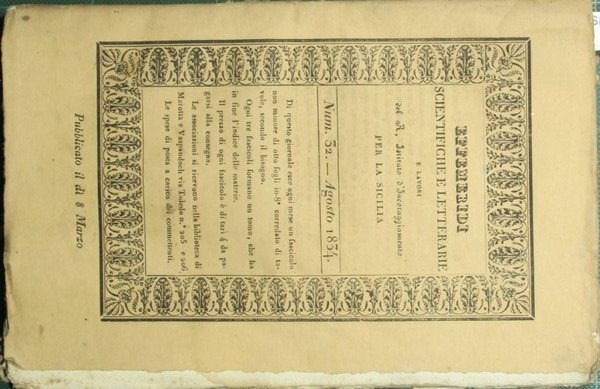 EFFEMERIDI
SCIENTIFICHE E LETTERARIE
E LAVORI
del R. Istituto d'Incoraggiamento
PER LA SICILIA
Num. 32. — Agosto 1834.
Di questo giornale esce ogni mese un fascicolo
non minore di otto fogli in-8° corredato di ta-
vole, secondo il bisogno.
Ogni tre fascicoli formano un tomo, che ha
in fine l'indice delle materie.
Il prezzo di ogni fascicolo è di tarì 4 da pa-
garsi alla consegna.
Le associazioni si ricevono nella biblioteca di
Marotta e Vaspandoch via Toledo n.° 205 e 206
Le spese di posta a carico dei committenti.
Pubblicato il dì 8 Marzo